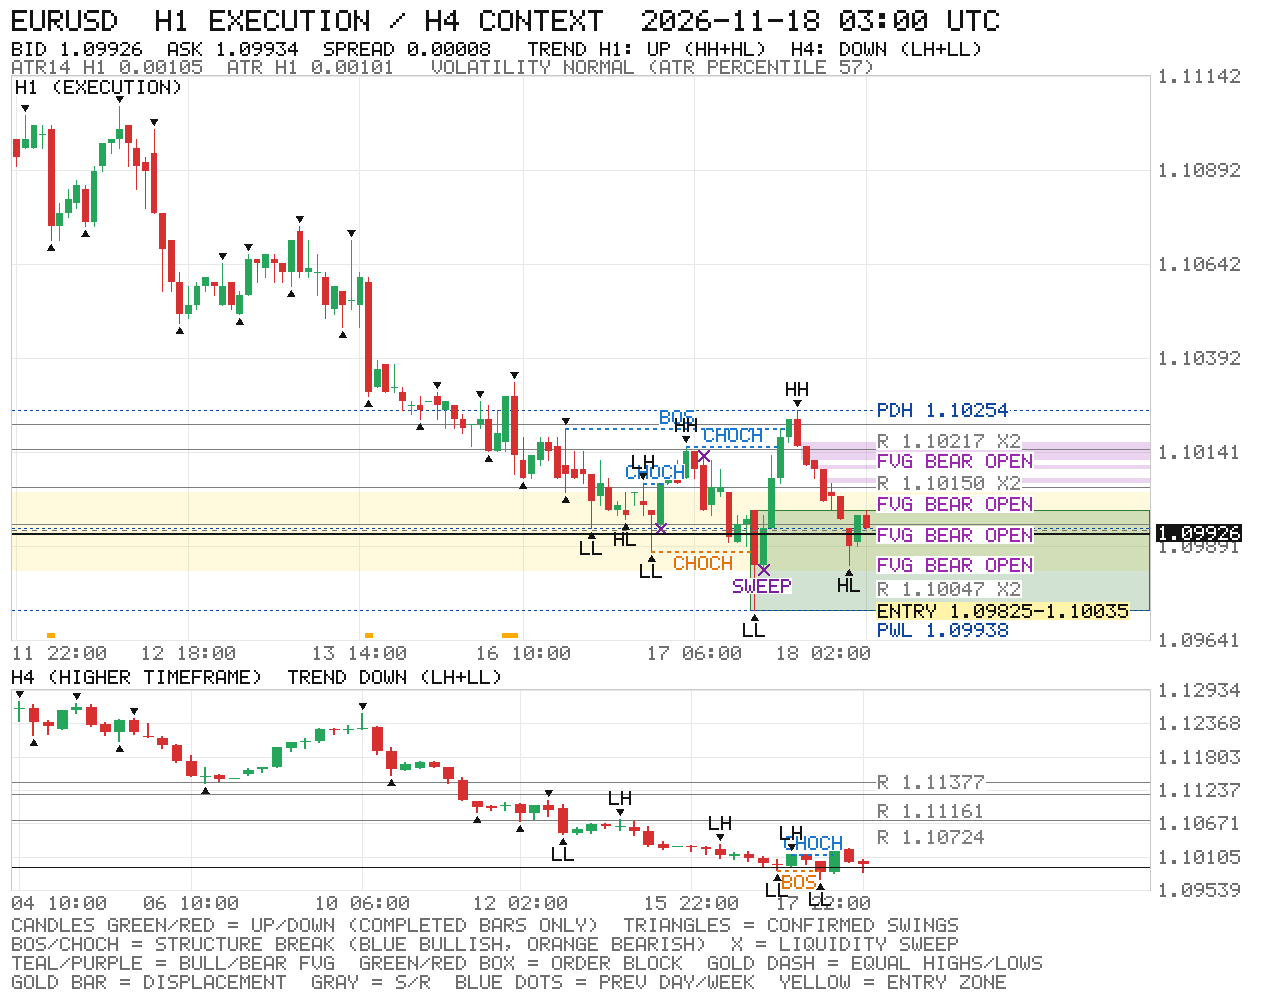 EURUSD H1 EXECUTION / H4 CONTEXT 2026-11-18 03:00 UTC
BID 1.09926 ASK 1.09934 SPREAD 0.00008 TREND H1: UP (HH+HL) H4: DOWN (LH+LL)
ATR14 H1 0.00105 ATR H1 0.00101 VOLATILITY NORMAL (ATR PERCENTILE 57)
H1 (EXECUTION)
1.11142
1.10892
1.10642
1.10392
HH
PDH 1.10254
BOS
HH
CHOCH
R 1.10217 X2
1.10141
LH
FVG BEAR OPEN
CHOCH
R 1.10150 X2
FVG BEAR OPEN
1.09926
FVG BEAR OPEN
HL
LL
1.09891
CHOCH
FVG BEAR OPEN
LL
SWEEP
HL
R 1.10047 X2
ENTRY 1.09825-1.10035
LL
PWL 1.09938
1.09641
11 22:00 12 18:00 13 14:00 16 10:00 17 06:00 18 02:00
H4 (HIGHER TIMEFRAME) TREND DOWN (LH+LL)
1.12934
1.12368
1.11803
R 1.11377
1.11237
LH
R 1.11161
LH
1.10671
LH
R 1.10724
CHOCH
LL
1.10105
BOS
LL
1.09539
LL
04 10:00 06 10:00 10 06:00 12 02:00 15 22:00 17 22:00
CANDLES GREEN/RED = UP/DOWN (COMPLETED BARS ONLY) TRIANGLES = CONFIRMED SWINGS
BOS/CHOCH = STRUCTURE BREAK (BLUE BULLISH, ORANGE BEARISH) X = LIQUIDITY SWEEP
TEAL/PURPLE = BULL/BEAR FVG GREEN/RED BOX = ORDER BLOCK GOLD DASH = EQUAL HIGHS/LOWS
GOLD BAR = DISPLACEMENT GRAY = S/R BLUE DOTS = PREV DAY/WEEK YELLOW = ENTRY ZONE